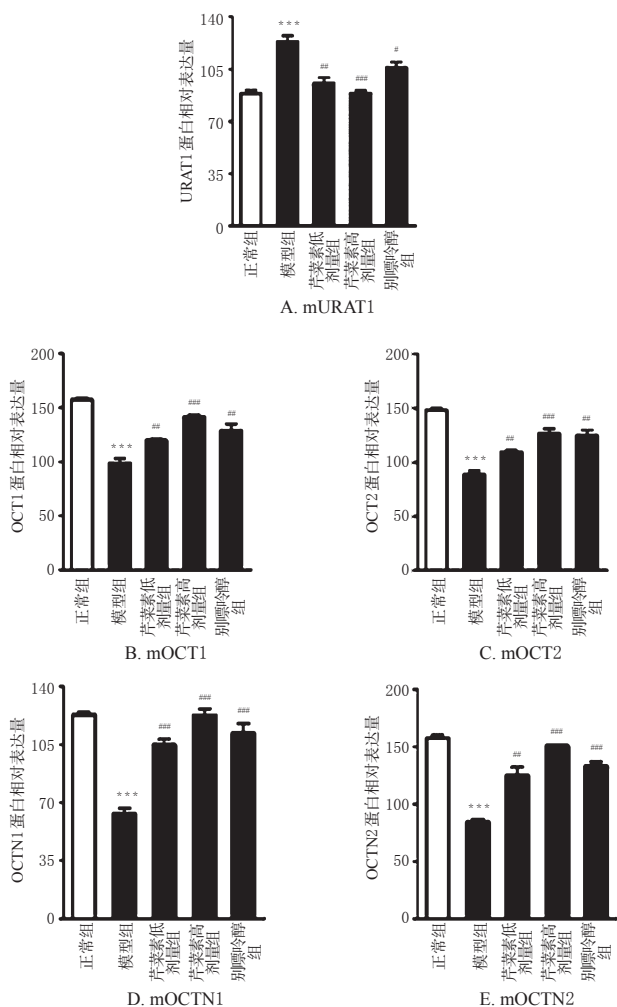 URAT1 蛋白相对表达量
140
105
70
35
0
***
##
###
#
正常组
模型组
芹菜素低
剂量组
芹菜素高
剂量组
别嘌呤醇
组
A. mURAT1
OCT1 蛋白相对表达量
200
150
100
50
0
***
##
###
##
正常组
模型组
芹菜素低
剂量组
芹菜素高
剂量组
别嘌呤醇
组
B. mOCT1
OCT2 蛋白相对表达量
200
150
100
50
0
***
##
###
##
正常组
模型组
芹菜素低
剂量组
芹菜素高
剂量组
别嘌呤醇
组
C. mOCT2
OCTN1 蛋白相对表达量
140
105
70
35
0
***
###
###
###
正常组
模型组
芹菜素低
剂量组
芹菜素高
剂量组
别嘌呤醇
组
D. mOCTN1
OCTN2 蛋白相对表达量
200
150
100
50
0
***
##
###
###
正常组
模型组
芹菜素低
剂量组
芹菜素高
剂量组
别嘌呤醇
组
E. mOCTN2